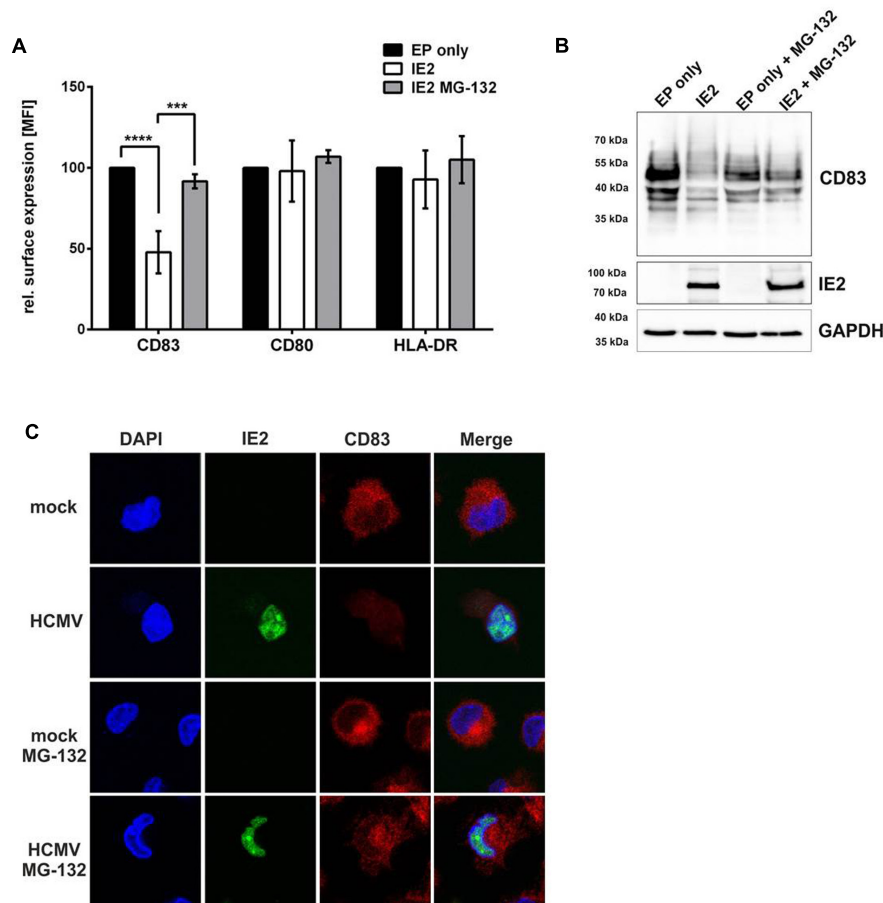 A
EP only
IE2
IE2 MG-132
rel. surface expression [MFI]
150
100
50
0
***
****
CD83
CD80
HLA-DR
B
EP only
IE2
EP only + MG-132
IE2 + MG-132
70 kDa
55 kDa
40 kDa
35 kDa
CD83
100 kDa
70 kDa
IE2
40 kDa
35 kDa
GAPDH
C
DAPI IE2 CD83 Merge
mock
HCMV
mock
MG-132
HCMV
MG-132